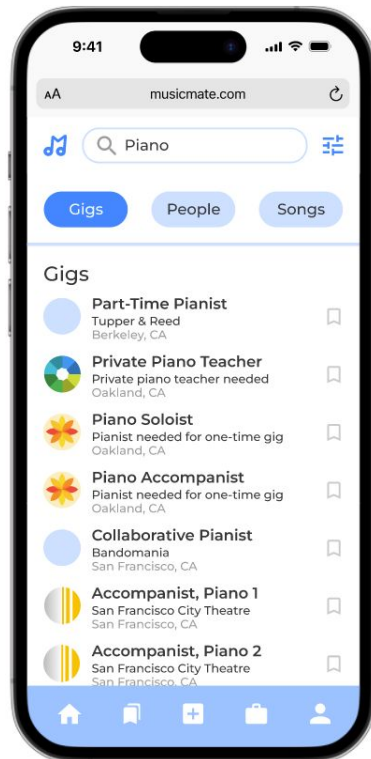 9:41
AA
musicmate.com
Piano
Gigs
People
Songs
Gigs
Part-Time Pianist
Tupper & Reed
Berkeley, CA
Private Piano Teacher
Private piano teacher needed
Oakland, CA
Piano Soloist
Pianist needed for one-time gig
Oakland, CA
Piano Accompanist
Pianist needed for one-time gig
Oakland, CA
Collaborative Pianist
Bandomania
San Francisco, CA
Accompanist, Piano 1
San Francisco City Theatre
San Francisco, CA
Accompanist, Piano 2
San Francisco City Theatre
San Francisco, CA